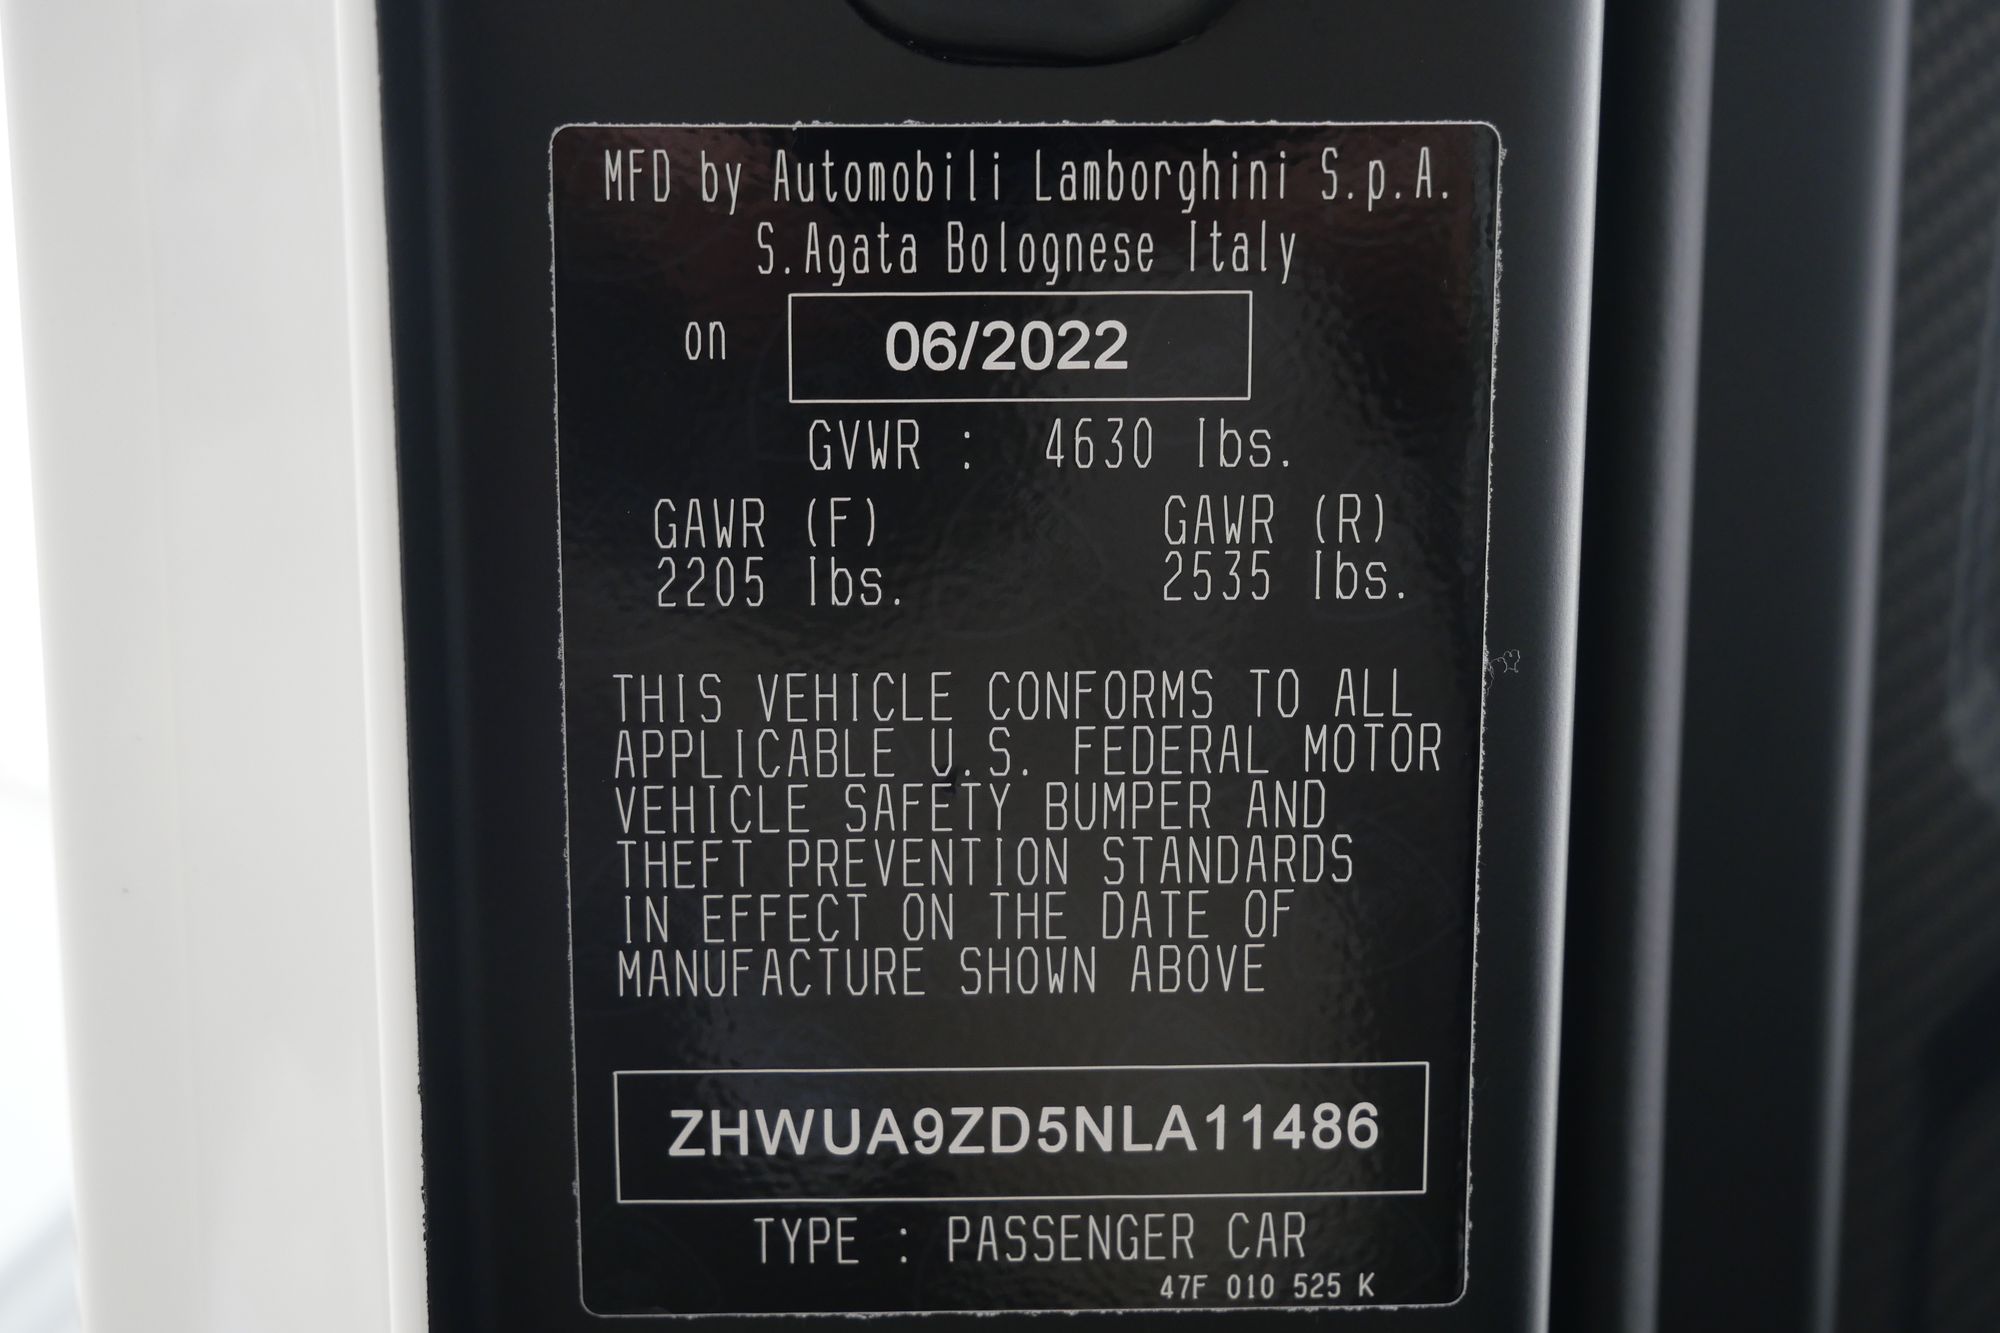 MFD by Automobili Lamborghini S.p.A.
S.Agata Bolognese Italy
on 06/2022
GVWR : 4630 lbs.
GAWR (F) GAWR (R)
2205 lbs. 2535 lbs.
THIS VEHICLE CONFORMS TO ALL
APPLICABLE U.S. FEDERAL MOTOR
VEHICLE SAFETY BUMPER AND
THEFT PREVENTION STANDARDS
IN EFFECT ON THE DATE OF
MANUFACTURE SHOWN ABOVE
ZHWUA9ZD5NLA11486
TYPE : PASSENGER CAR
47F 010 525 K